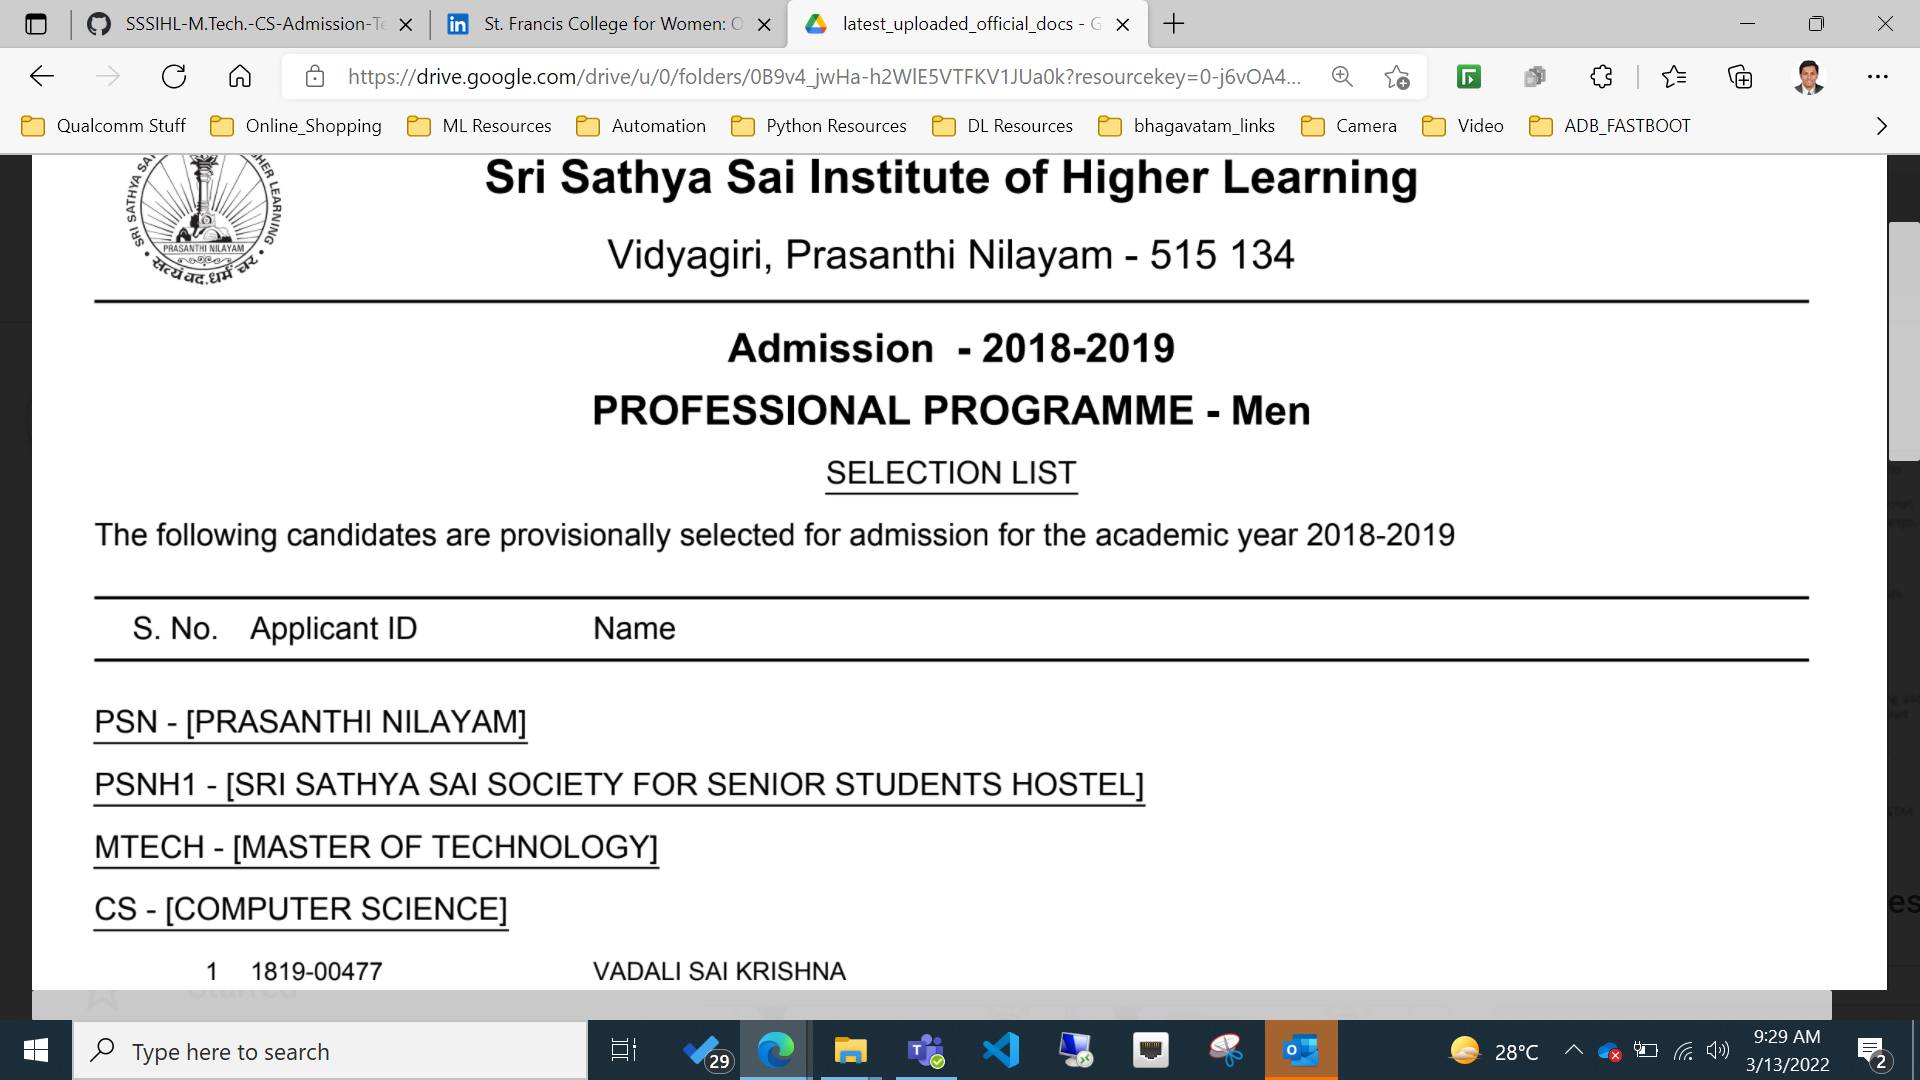 SSSIHL-M.Tech.-CS-Admission-Te
St. Francis College for Women: O
latest_uploaded_official_docs - G
https://drive.google.com/drive/u/0/folders/0B9v4_jwHa-h2WlE5VTFKV1JUa0k?resourcekey=0-j6vOA4...
Qualcomm Stuff
Online_Shopping
ML Resources
Automation
Python Resources
DL Resources
bhagavatam_links
Camera
Video
ADB_FASTBOOT
PRASANTHI NILAYAM
सत्यं वद. धर्मं चर
Sri Sathya Sai Institute of Higher Learning
Vidyagiri, Prasanthi Nilayam - 515 134
Admission - 2018-2019
PROFESSIONAL PROGRAMME - Men
SELECTION LIST
The following candidates are provisionally selected for admission for the academic year 2018-2019
S. No. Applicant ID Name
PSN - [PRASANTHI NILAYAM]
PSNH1 - [SRI SATHYA SAI SOCIETY FOR SENIOR STUDENTS HOSTEL]
MTECH - [MASTER OF TECHNOLOGY]
CS - [COMPUTER SCIENCE]
1 1819-00477 VADALI SAI KRISHNA
Starred
Type here to search
29
28°C
9:29 AM
3/13/2022
2